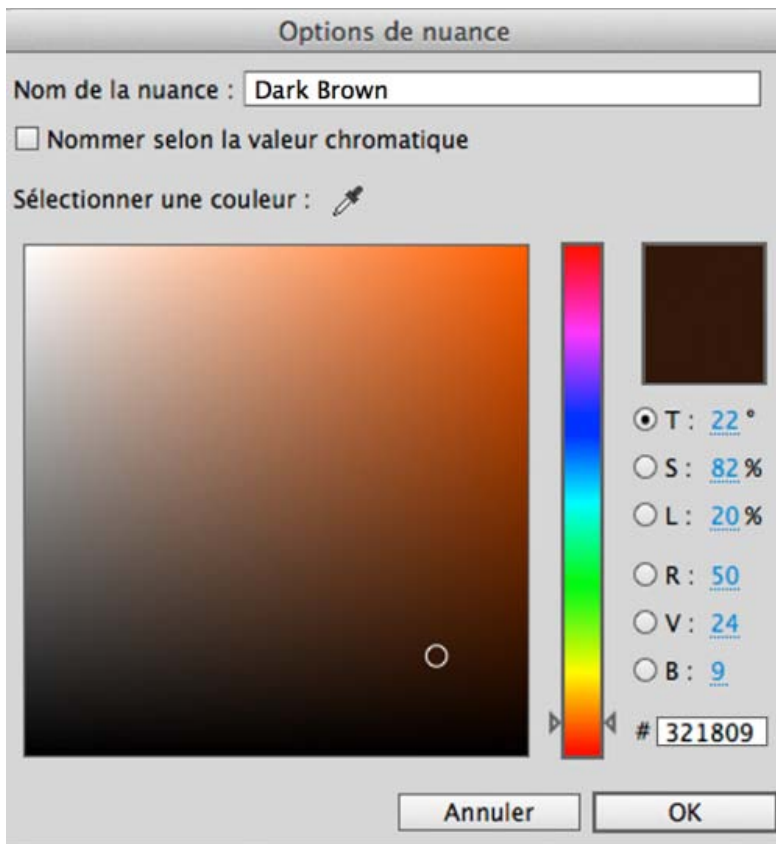 Options de nuance
Nom de la nuance : Dark Brown
Nommer selon la valeur chromatique
Sélectionner une couleur :
T : 22 °
S : 82 %
L : 20 %
R : 50
V : 24
B : 9
# 321809
Annuler OK